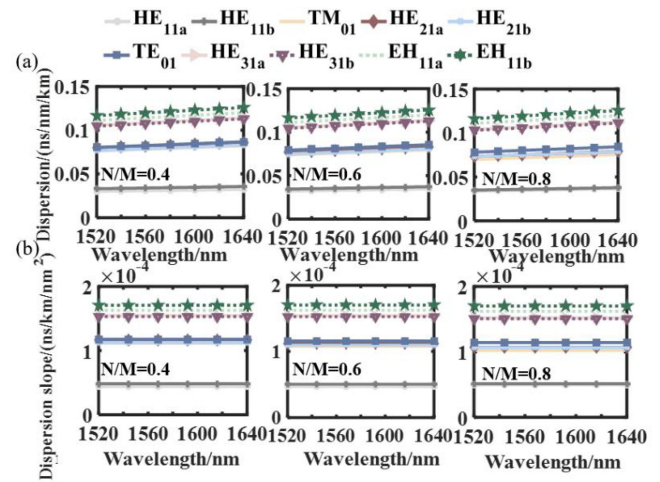 HE11a HE11b TM01 HE21a HE21b
TE01 HE31a HE31b EH11a EH11b
(a)
Dispersion/(ns/nm/km)
0.15 0.15 0.15
0.1 0.1 0.1
0.05 0.05 0.05
N/M=0.4 N/M=0.6 N/M=0.8
0 0 0
1520 1560 1600 1640 1520 1560 1600 1640 1520 1560 1600 1640
Wavelength/nm Wavelength/nm Wavelength/nm
(b)
Dispersion slope/(ns/km/nm²)
×10⁻⁴ ×10⁻⁴ ×10⁻⁴
2 2 2
1 1 1
N/M=0.4 N/M=0.6 N/M=0.8
0 0 0
1520 1560 1600 1640 1520 1560 1600 1640 1520 1560 1600 1640
Wavelength/nm Wavelength/nm Wavelength/nm